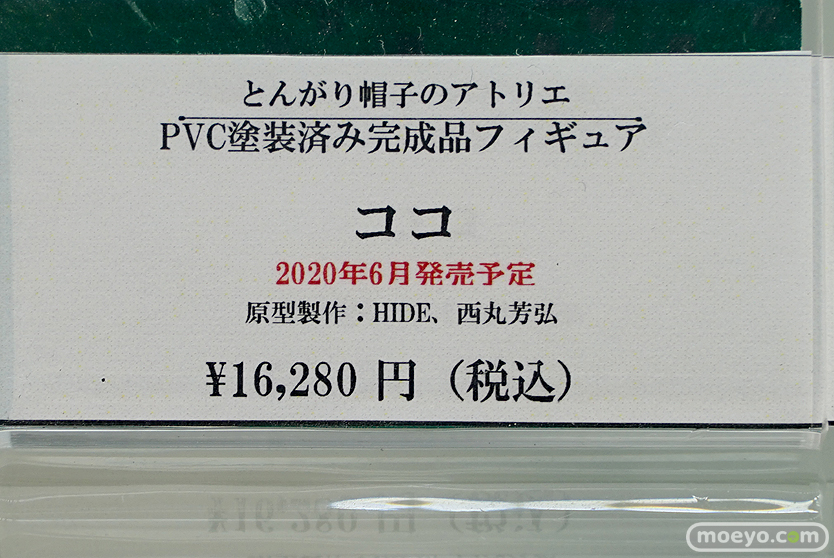 とんがり帽子のアトリエ
PVC塗装済み完成品フィギュア
ココ
2020年6月発売予定
原型製作：HIDE、西丸芳弘
¥16,280 円（税込）
moeyo.com